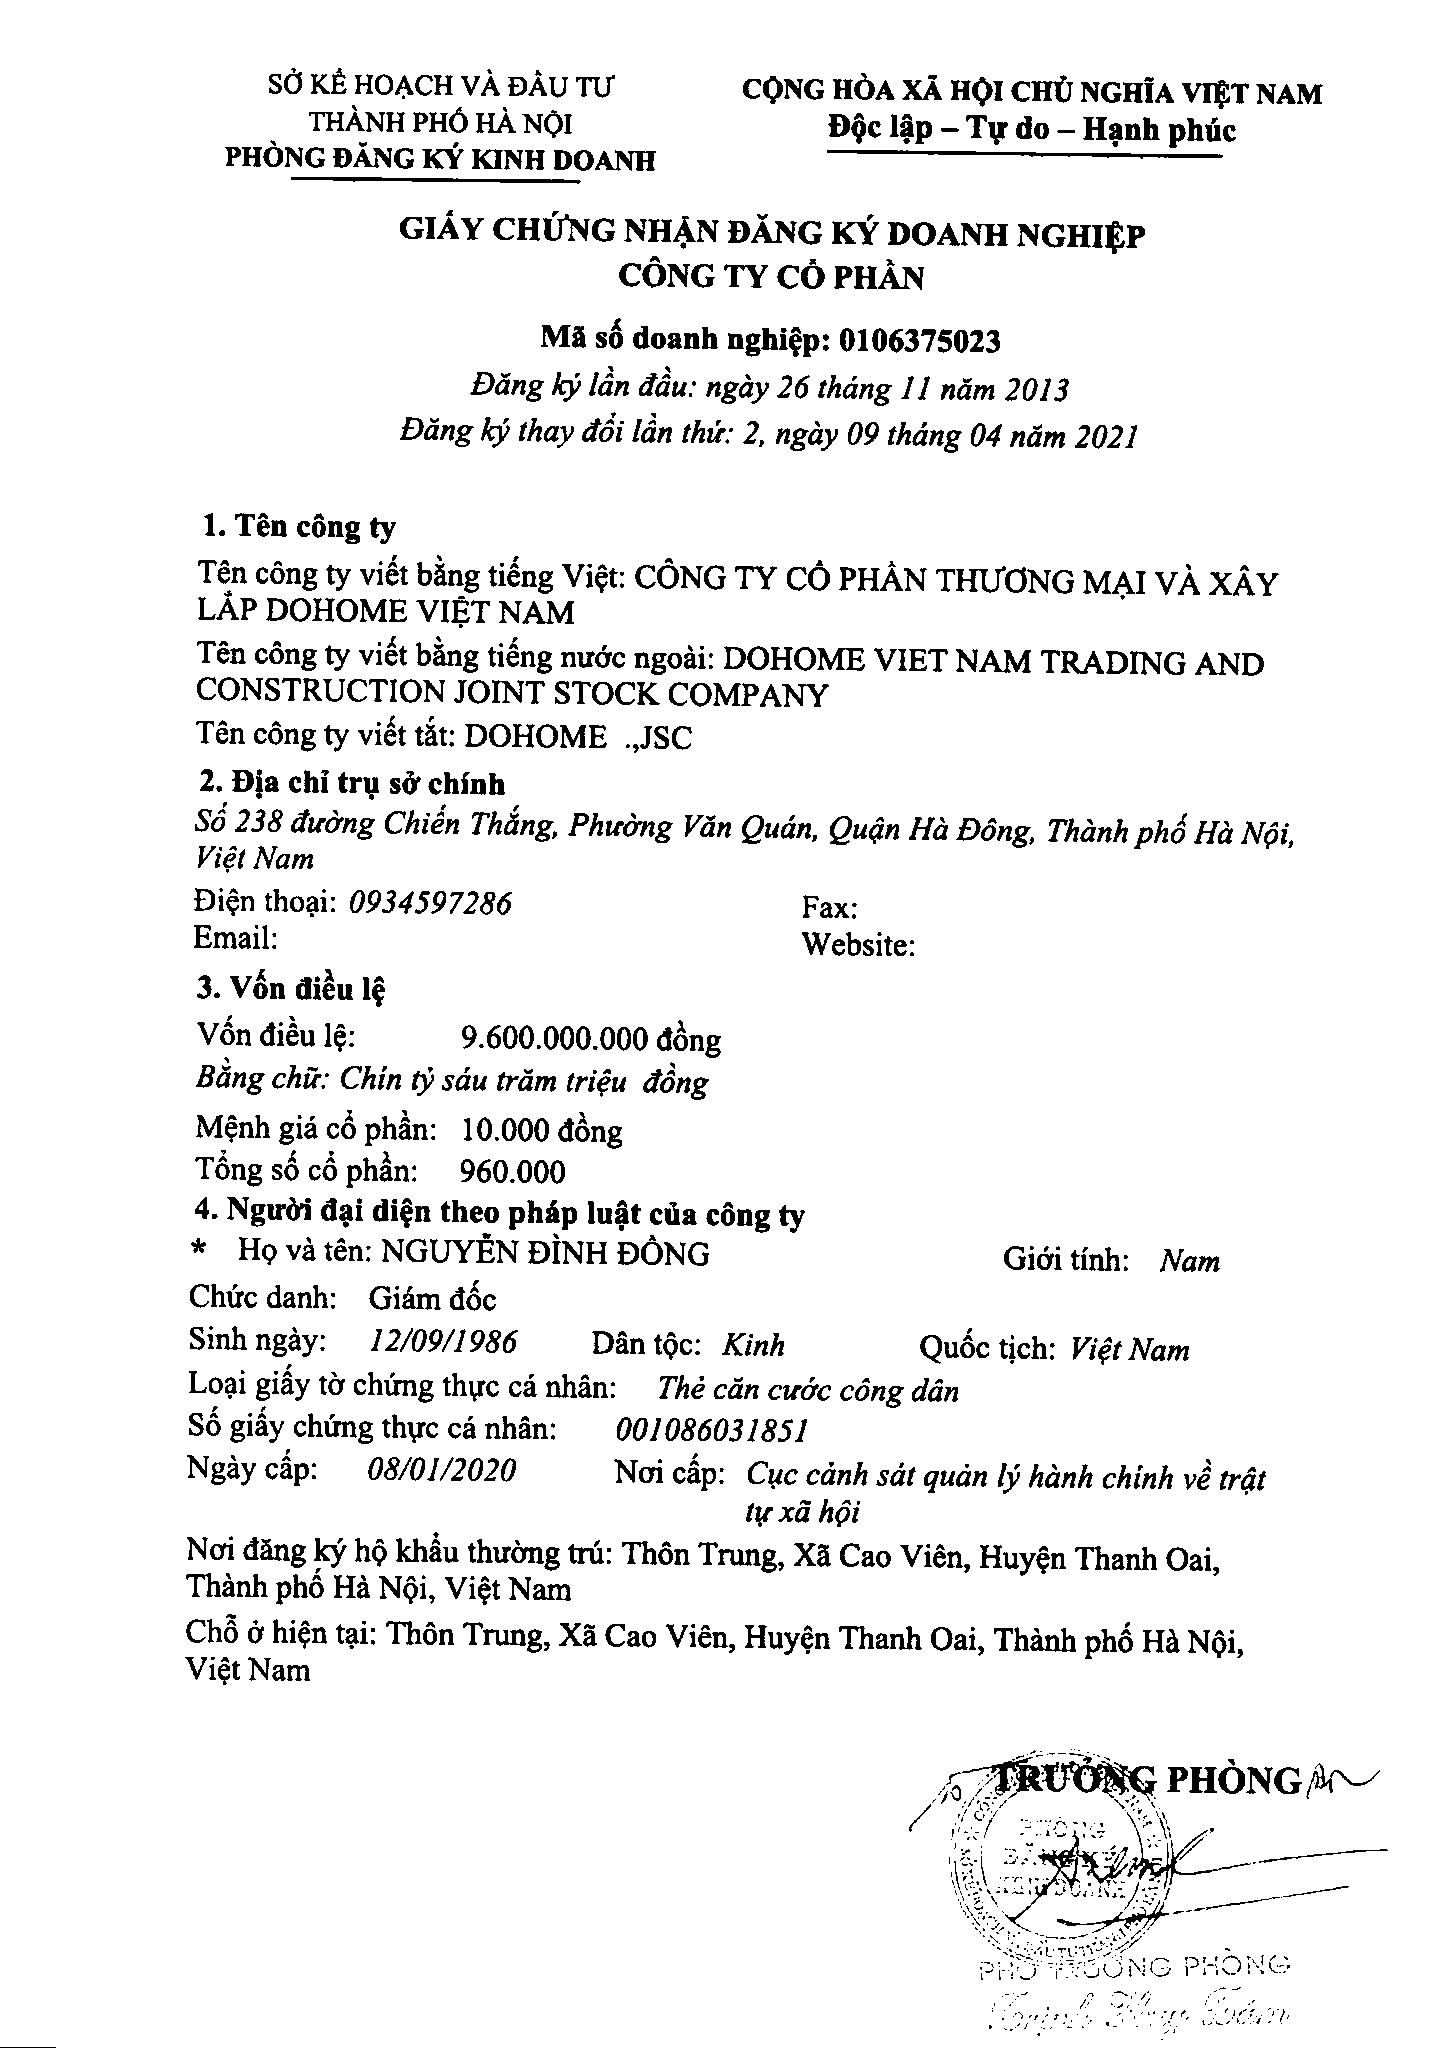 SỞ KẾ HOẠCH VÀ ĐẦU TƯ
THÀNH PHỐ HÀ NỘI
PHÒNG ĐĂNG KÝ KINH DOANH
CỘNG HÒA XÃ HỘI CHỦ NGHĨA VIỆT NAM
Độc lập – Tự do – Hạnh phúc
GIẤY CHỨNG NHẬN ĐĂNG KÝ DOANH NGHIỆP
CÔNG TY CỔ PHẦN
Mã số doanh nghiệp: 0106375023
Đăng ký lần đầu: ngày 26 tháng 11 năm 2013
Đăng ký thay đổi lần thứ: 2, ngày 09 tháng 04 năm 2021
1. Tên công ty
Tên công ty viết bằng tiếng Việt: CÔNG TY CỔ PHẦN THƯƠNG MẠI VÀ XÂY
LẮP DOHOME VIỆT NAM
Tên công ty viết bằng tiếng nước ngoài: DOHOME VIET NAM TRADING AND
CONSTRUCTION JOINT STOCK COMPANY
Tên công ty viết tắt: DOHOME .,JSC
2. Địa chỉ trụ sở chính
Số 238 đường Chiến Thắng, Phường Văn Quán, Quận Hà Đông, Thành phố Hà Nội,
Việt Nam
Điện thoại: 0934597286 Fax:
Email: Website:
3. Vốn điều lệ
Vốn điều lệ: 9.600.000.000 đồng
Bằng chữ: Chín tỷ sáu trăm triệu đồng
Mệnh giá cổ phần: 10.000 đồng
Tổng số cổ phần: 960.000
4. Người đại diện theo pháp luật của công ty
* Họ và tên: NGUYỄN ĐÌNH ĐÔNG Giới tính: Nam
Chức danh: Giám đốc
Sinh ngày: 12/09/1986 Dân tộc: Kinh Quốc tịch: Việt Nam
Loại giấy tờ chứng thực cá nhân: Thẻ căn cước công dân
Số giấy chứng thực cá nhân: 001086031851
Ngày cấp: 08/01/2020 Nơi cấp: Cục cảnh sát quản lý hành chính về trật
tự xã hội
Nơi đăng ký hộ khẩu thường trú: Thôn Trung, Xã Cao Viên, Huyện Thanh Oai,
Thành phố Hà Nội, Việt Nam
Chỗ ở hiện tại: Thôn Trung, Xã Cao Viên, Huyện Thanh Oai, Thành phố Hà Nội,
Việt Nam
TRƯỞNG PHÒNG
PHÒNG
ĐĂNG KÝ
KINH DOANH
PHÓ TRƯỞNG PHÒNG
Trịnh Huy Tám